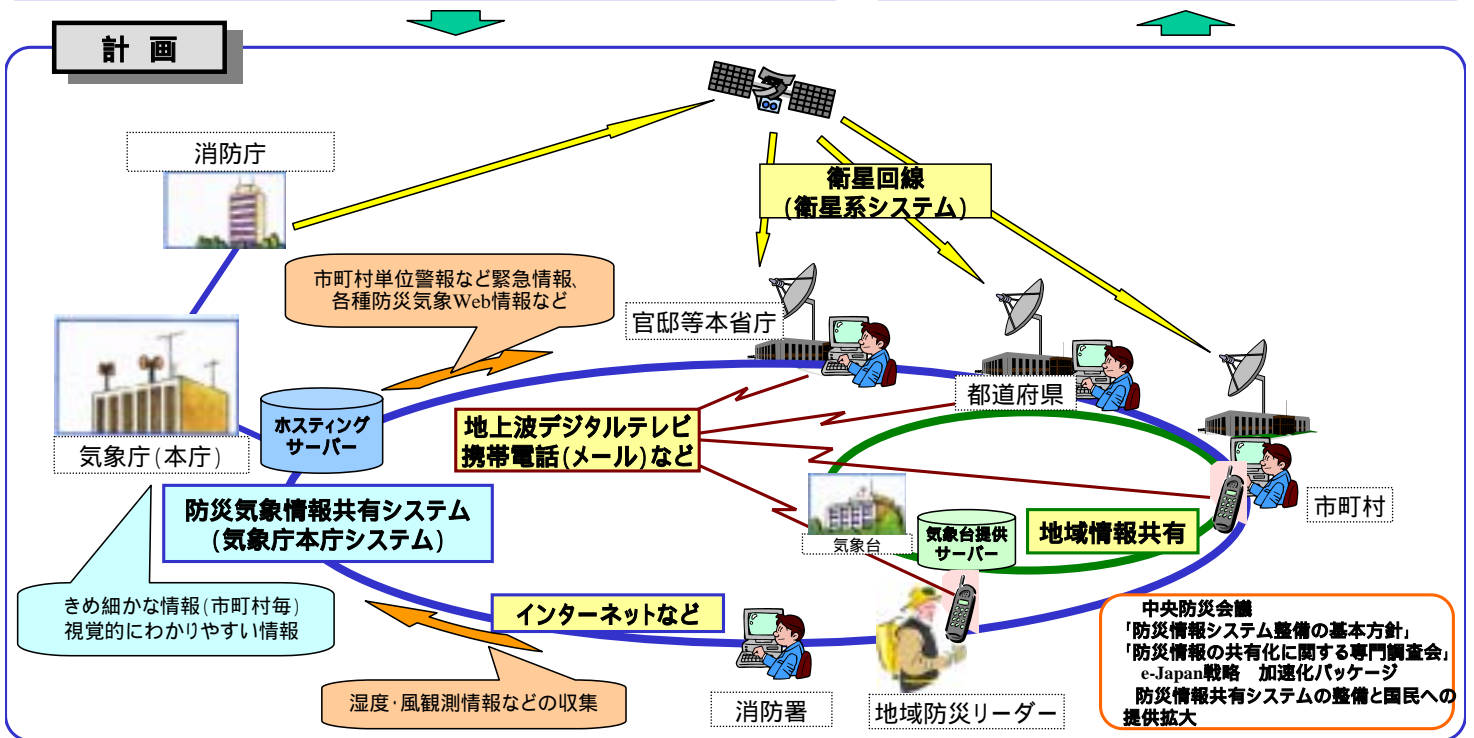 計 画
消防庁
衛星回線
(衛星系システム)
市町村単位警報など緊急情報、
各種防災気象Web情報など
官邸等本省庁
都道府県
ホスティング
サーバー
地上波デジタルテレビ
携帯電話(メール)など
気象庁(本庁)
市町村
防災気象情報共有システム
(気象庁本庁システム)
気象台
気象台提供
サーバー
地域情報共有
きめ細かな情報(市町村毎)
視覚的にわかりやすい情報
インターネットなど
中央防災会議
「防災情報システム整備の基本方針」
「防災情報の共有化に関する専門調査会」
e-Japan戦略 加速化パッケージ
防災情報共有システムの整備と国民への
提供拡大
湿度・風観測情報などの収集
消防署
地域防災リーダー